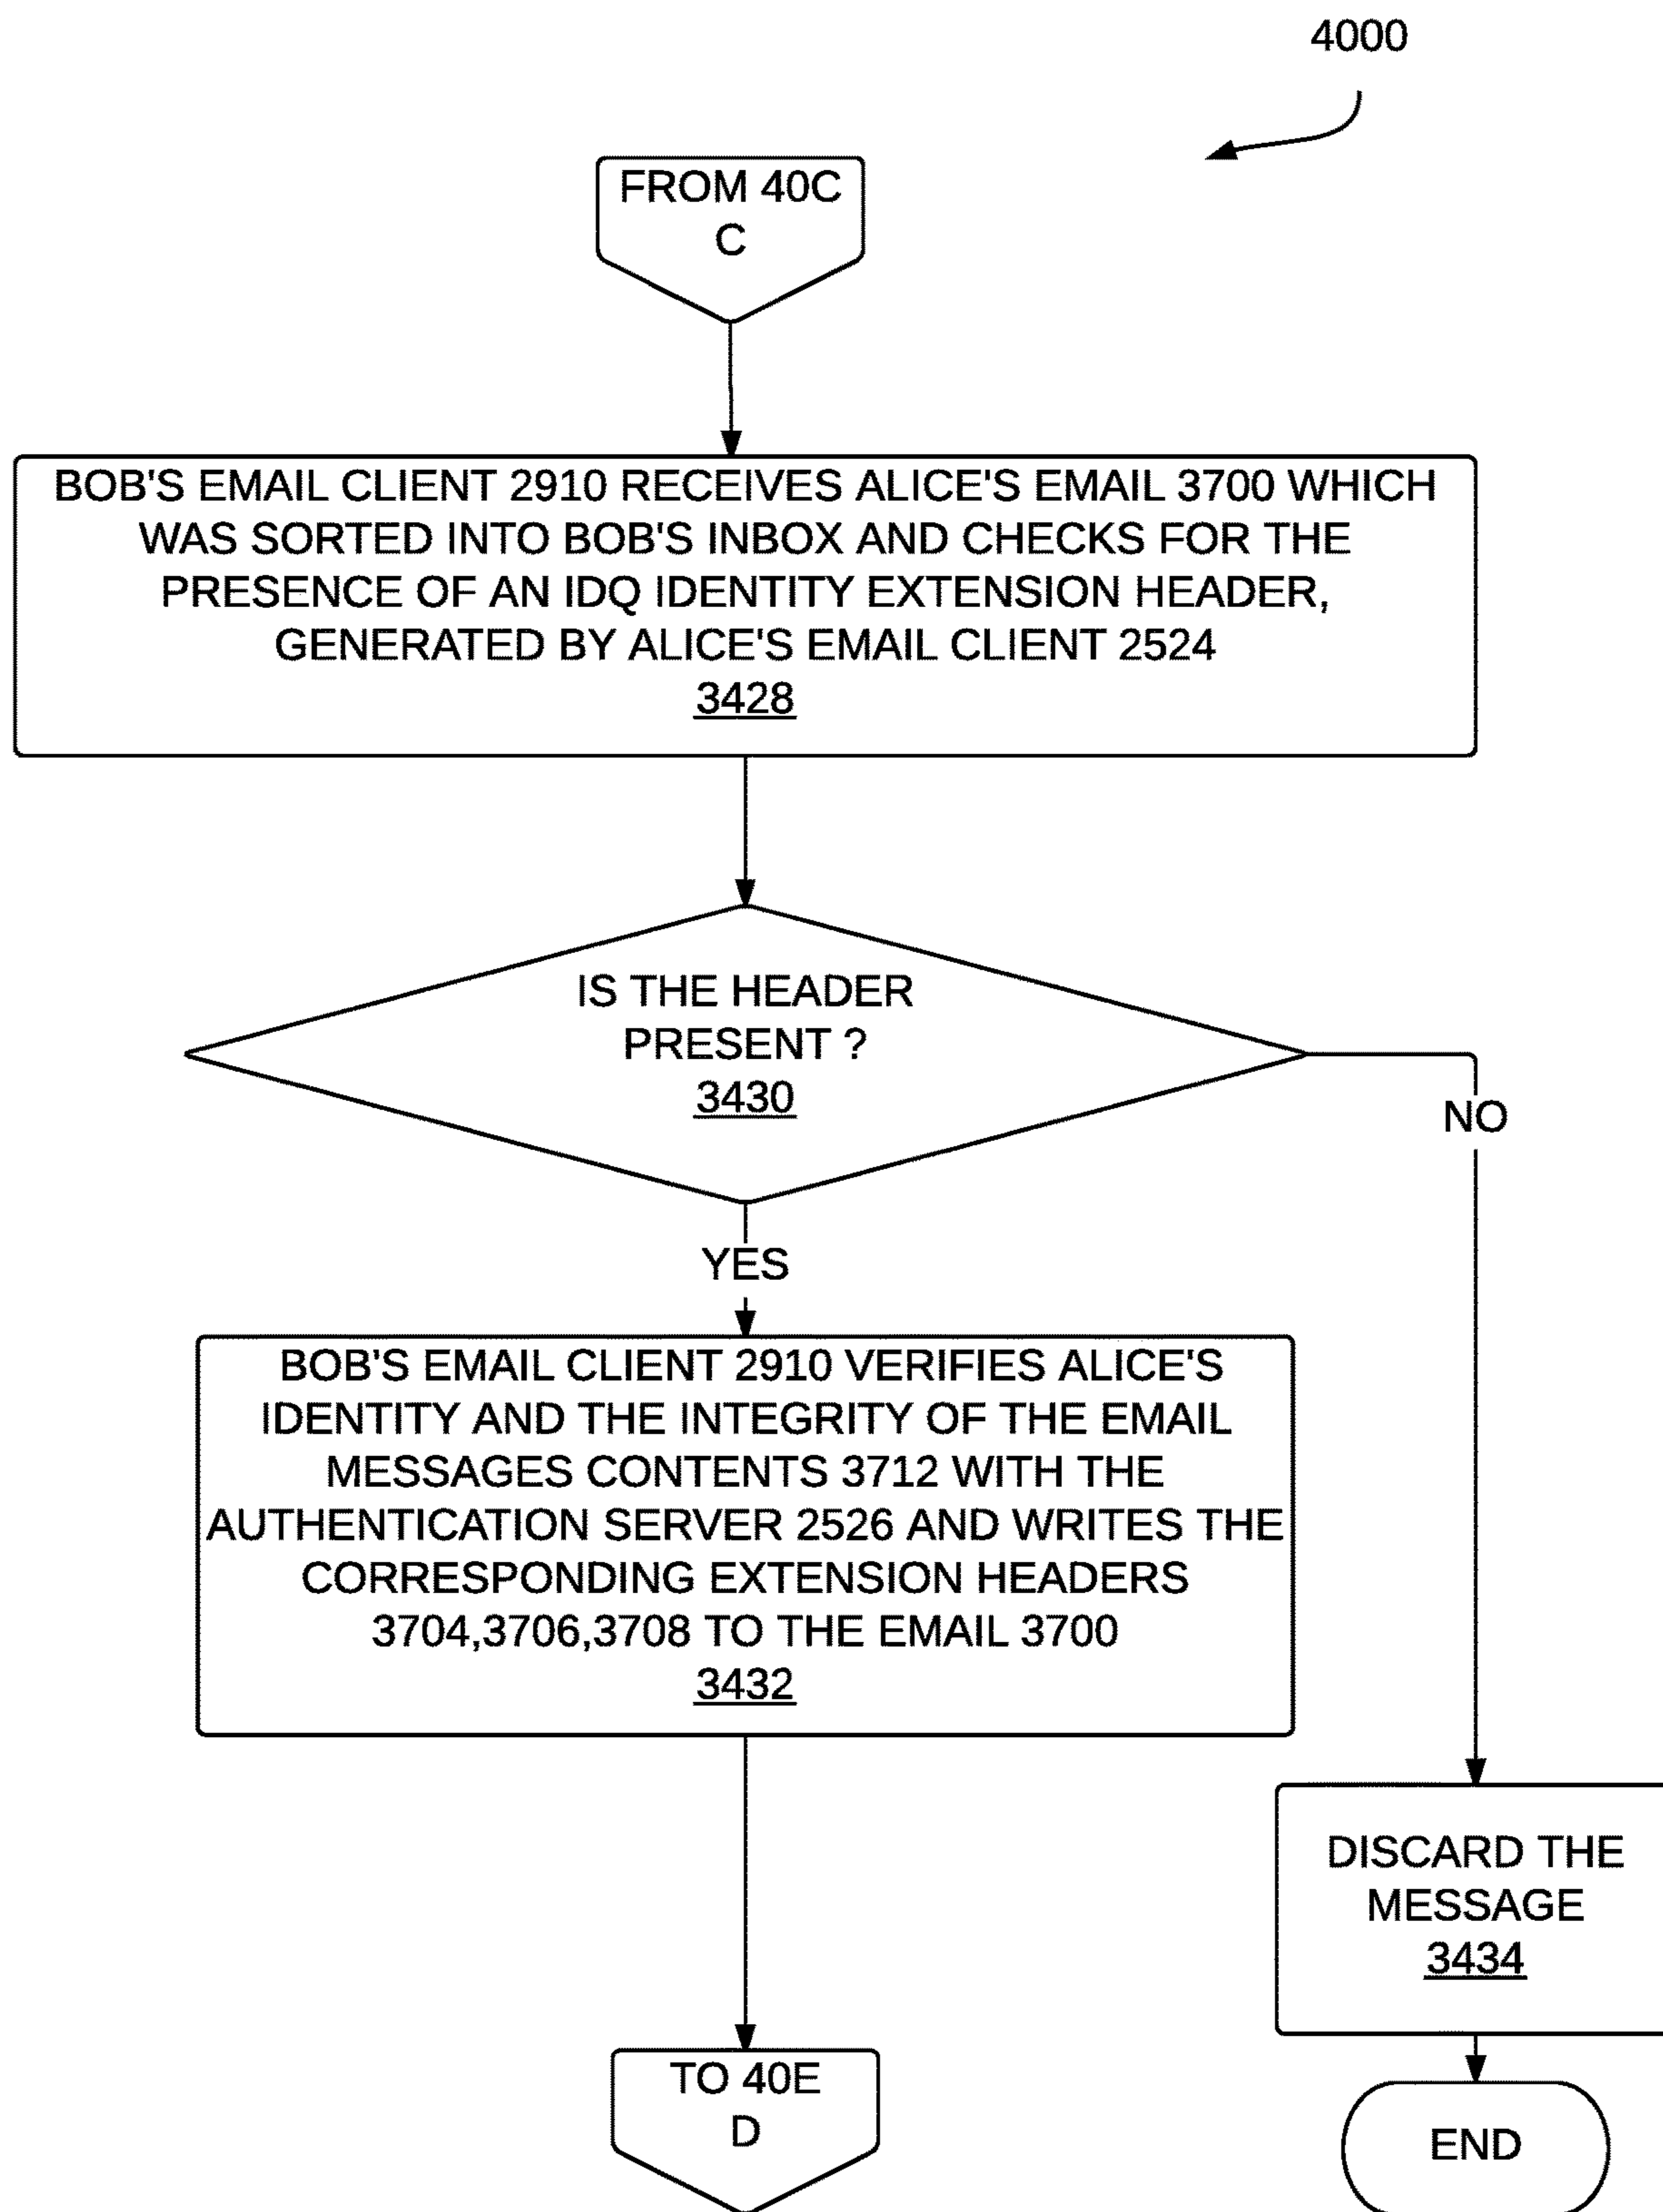 4000
FROM 40C
C
BOB'S EMAIL CLIENT 2910 RECEIVES ALICE'S EMAIL 3700 WHICH
WAS SORTED INTO BOB'S INBOX AND CHECKS FOR THE
PRESENCE OF AN IDQ IDENTITY EXTENSION HEADER,
GENERATED BY ALICE'S EMAIL CLIENT 2524
3428
IS THE HEADER
PRESENT ?
3430
NO
YES
BOB'S EMAIL CLIENT 2910 VERIFIES ALICE'S
IDENTITY AND THE INTEGRITY OF THE EMAIL
MESSAGES CONTENTS 3712 WITH THE
AUTHENTICATION SERVER 2526 AND WRITES THE
CORRESPONDING EXTENSION HEADERS
3704,3706,3708 TO THE EMAIL 3700
3432
DISCARD THE
MESSAGE
3434
TO 40E
D
END